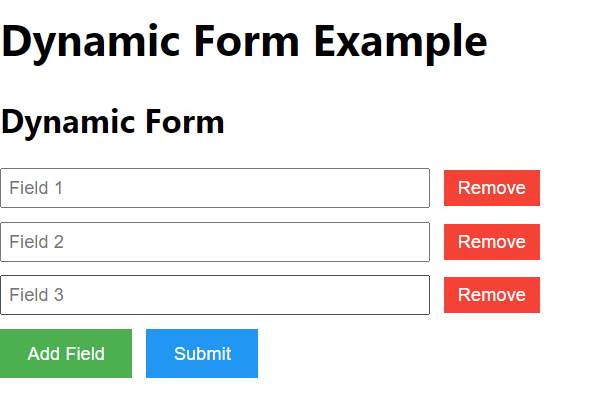 Dynamic Form Example
Dynamic Form
Field 1 Remove
Field 2 Remove
Field 3 Remove
Add Field Submit